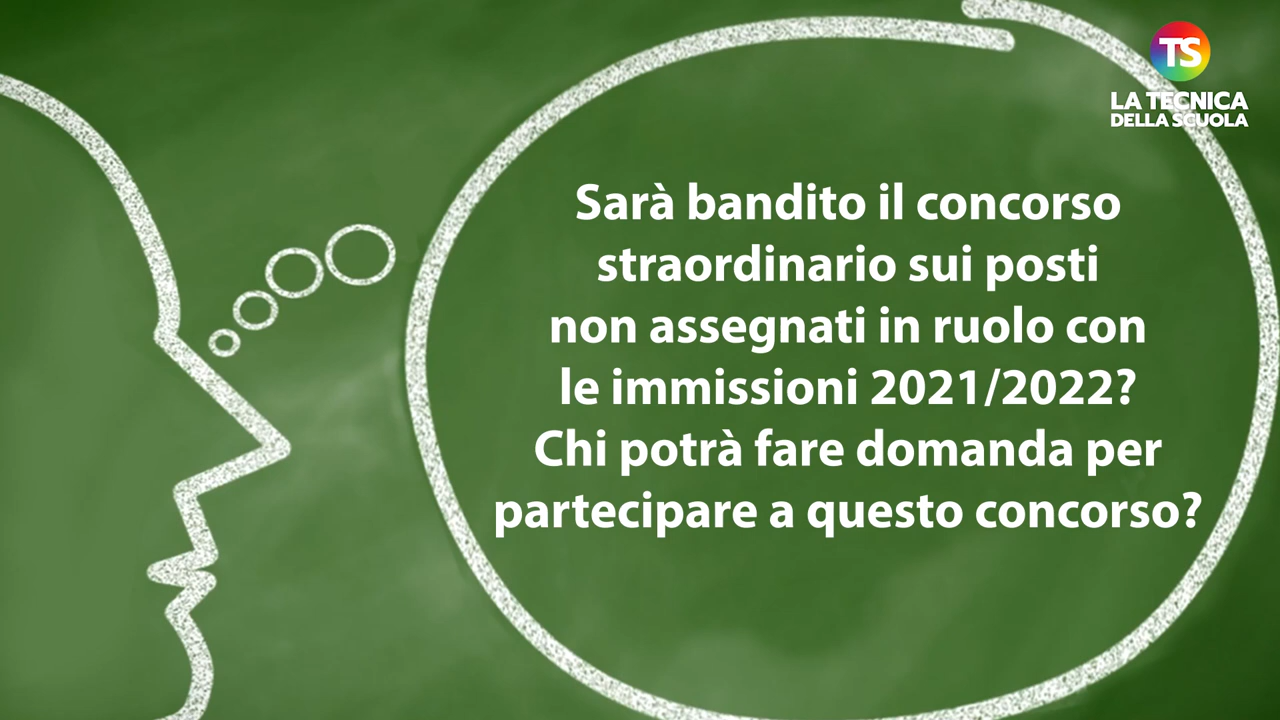 TS
LA TECNICA
DELLA SCUOLA
Sarà bandito il concorso
straordinario sui posti
non assegnati in ruolo con
le immissioni 2021/2022?
Chi potrà fare domanda per
partecipare a questo concorso?